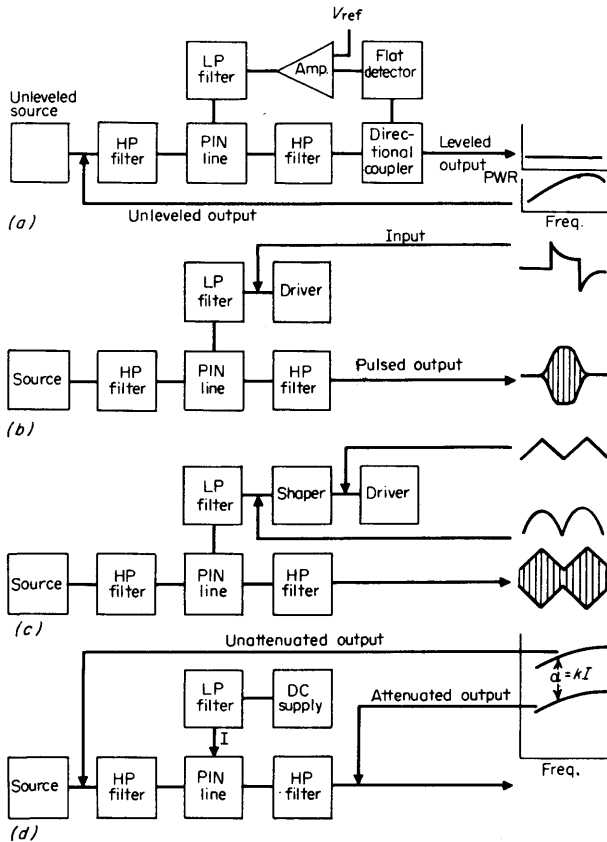 Vref
LP
filter
Amp.
Flat
detector
Unleveled
source
HP
filter
PIN
line
HP
filter
Direc-
tional
coupler
Leveled
output
PWR
Unleveled output
Freq.
(a)
Input
LP
filter
Driver
Source
HP
filter
PIN
line
HP
filter
Pulsed output
(b)
LP
filter
Shaper
Driver
Source
HP
filter
PIN
line
HP
filter
(c)
Unattenuated output
α = kI
LP
filter
DC
supply
Attenuated output
I
Source
HP
filter
PIN
line
HP
filter
Freq.
(d)